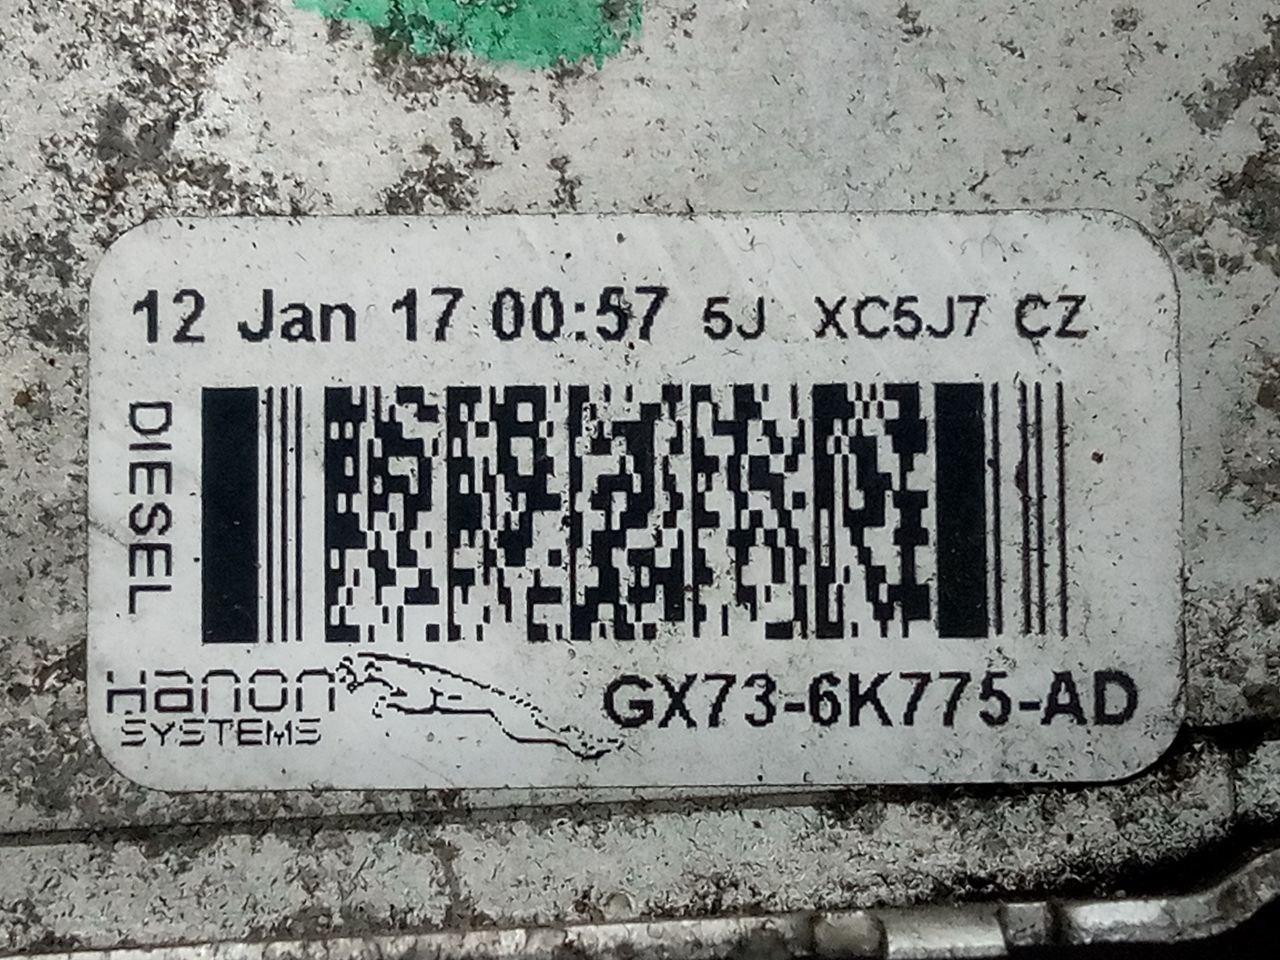 12 Jan 17 00:57 5J XC5J7 CZ
DIESEL
Hanon
SYSTEMS
GX73-6K775-AD